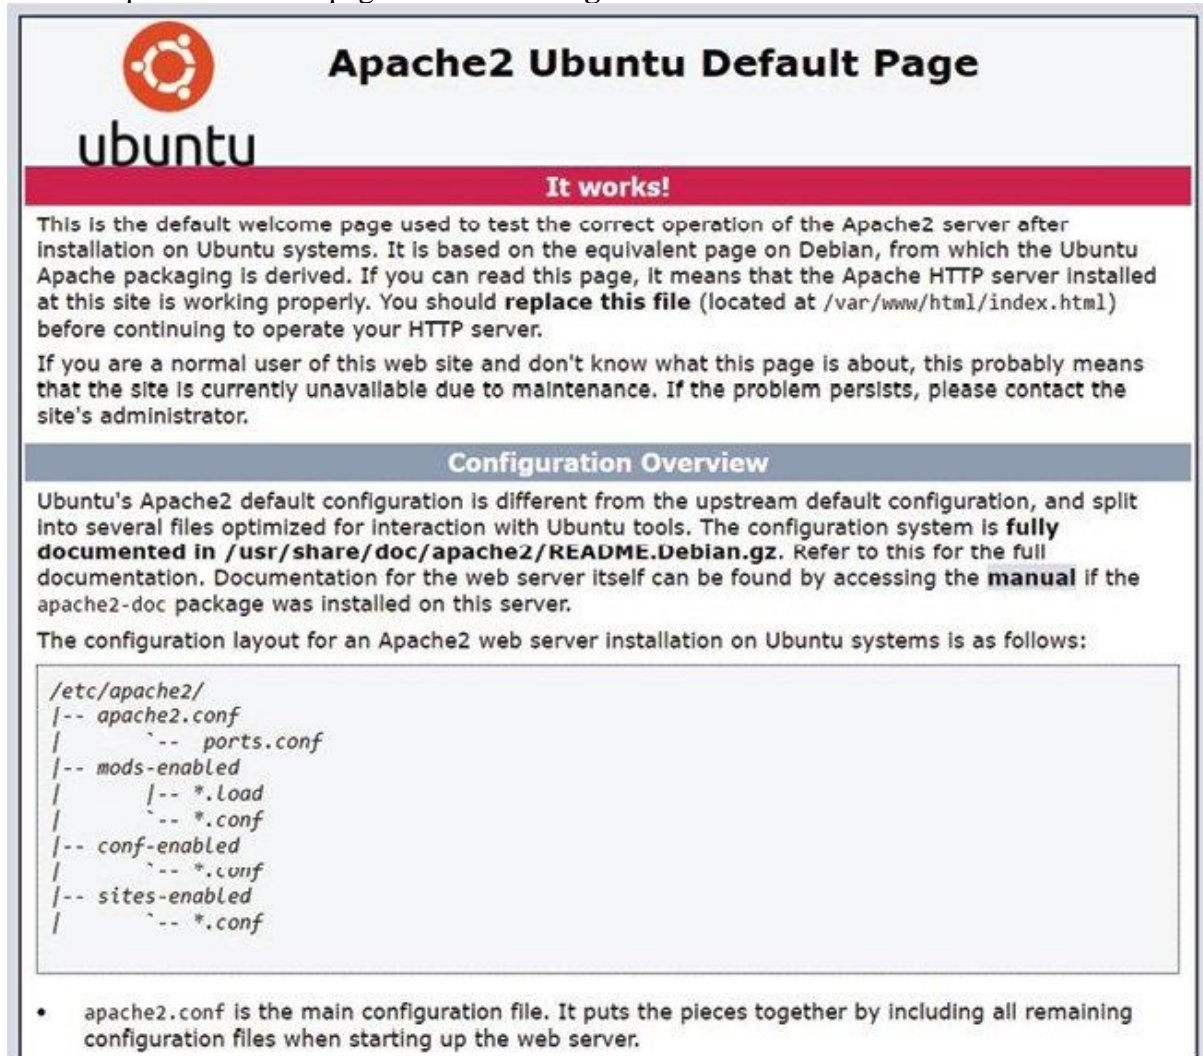 ubuntu
Apache2 Ubuntu Default Page
It works!
This is the default welcome page used to test the correct operation of the Apache2 server after
installation on Ubuntu systems. It is based on the equivalent page on Debian, from which the Ubuntu
Apache packaging is derived. If you can read this page, it means that the Apache HTTP server installed
at this site is working properly. You should replace this file (located at /var/www/html/index.html)
before continuing to operate your HTTP server.
If you are a normal user of this web site and don't know what this page is about, this probably means
that the site is currently unavailable due to maintenance. If the problem persists, please contact the
site's administrator.
Configuration Overview
Ubuntu's Apache2 default configuration is different from the upstream default configuration, and split
into several files optimized for interaction with Ubuntu tools. The configuration system is fully
documented in /usr/share/doc/apache2/README.Debian.gz. Refer to this for the full
documentation. Documentation for the web server itself can be found by accessing the manual if the
apache2-doc package was installed on this server.
The configuration layout for an Apache2 web server installation on Ubuntu systems is as follows:
/etc/apache2/
|-- apache2.conf
|       `--  ports.conf
|-- mods-enabled
|       |-- *.load
|       `-- *.conf
|-- conf-enabled
|       `-- *.conf
|-- sites-enabled
|       `-- *.conf
• apache2.conf is the main configuration file. It puts the pieces together by including all remaining
configuration files when starting up the web server.